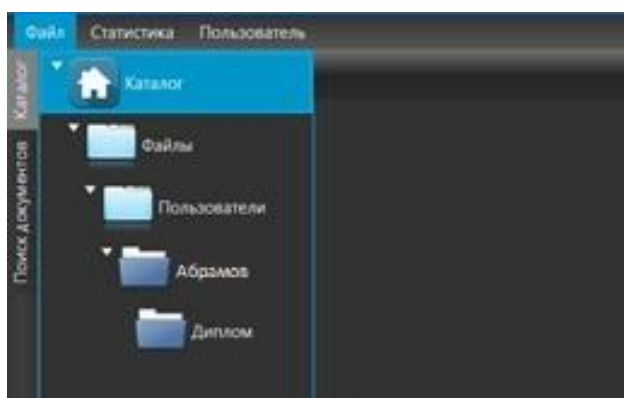 Файл Статистика Пользователь
Каталог
Поиск документов
Каталог
Файлы
Пользователи
Абрамов
Диплом